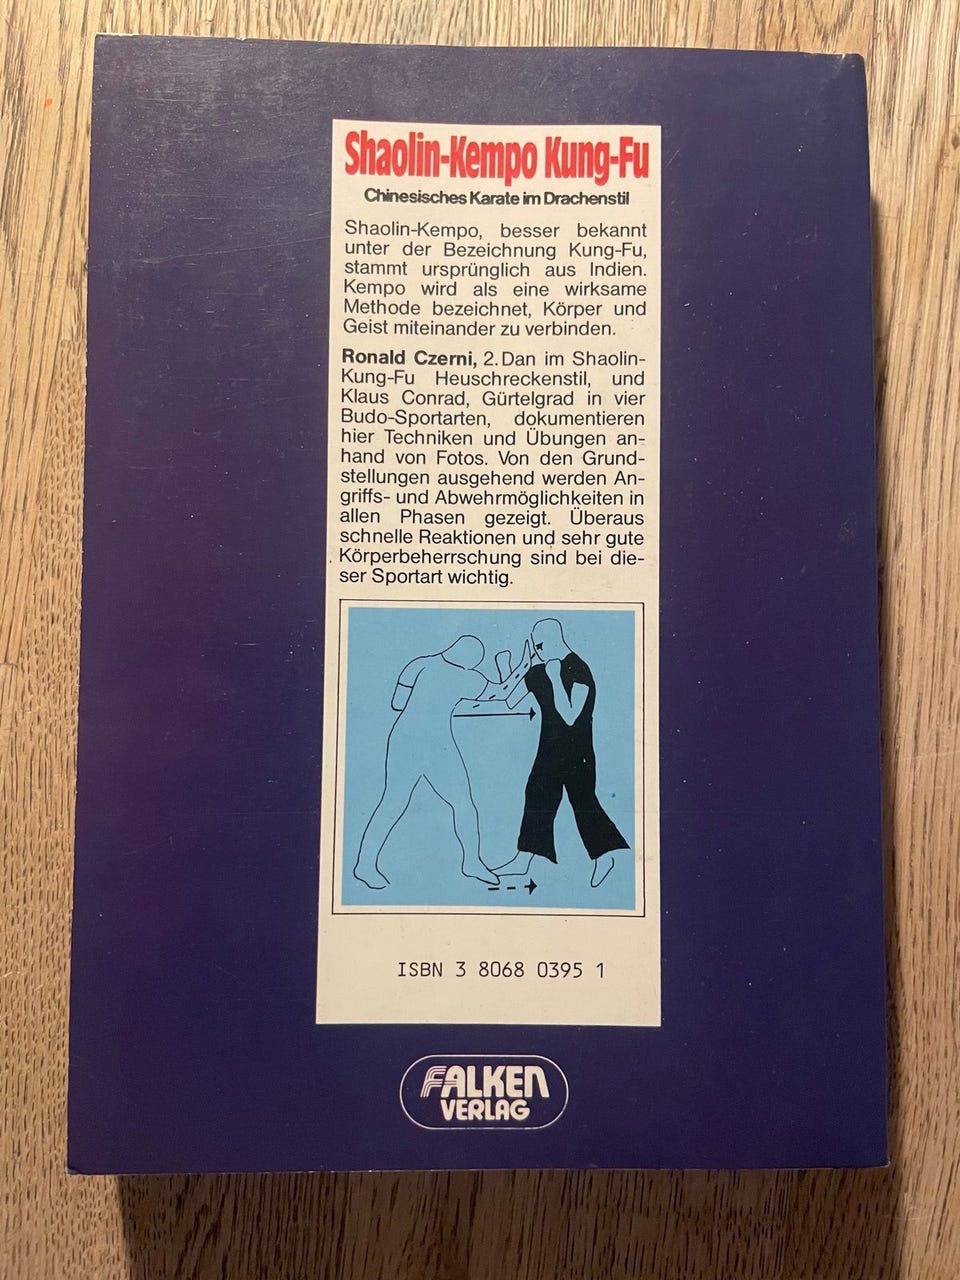 Shaolin-Kempo Kung-Fu
Chinesisches Karate im Drachenstil
Shaolin-Kempo, besser bekannt
unter der Bezeichnung Kung-Fu,
stammt ursprünglich aus Indien.
Kempo wird als eine wirksame
Methode bezeichnet, Körper und
Geist miteinander zu verbinden.
Ronald Czerni, 2. Dan im Shaolin-
Kung-Fu Heuschreckenstil, und
Klaus Conrad, Gürtelgrad in vier
Budo-Sportarten, dokumentieren
hier Techniken und Übungen an-
hand von Fotos. Von den Grund-
stellungen ausgehend werden An-
griffs- und Abwehrmöglichkeiten in
allen Phasen gezeigt. Überaus
schnelle Reaktionen und sehr gute
Körperbeherrschung sind bei die-
ser Sportart wichtig.
ISBN 3 8068 0395 1
FALKEN
VERLAG